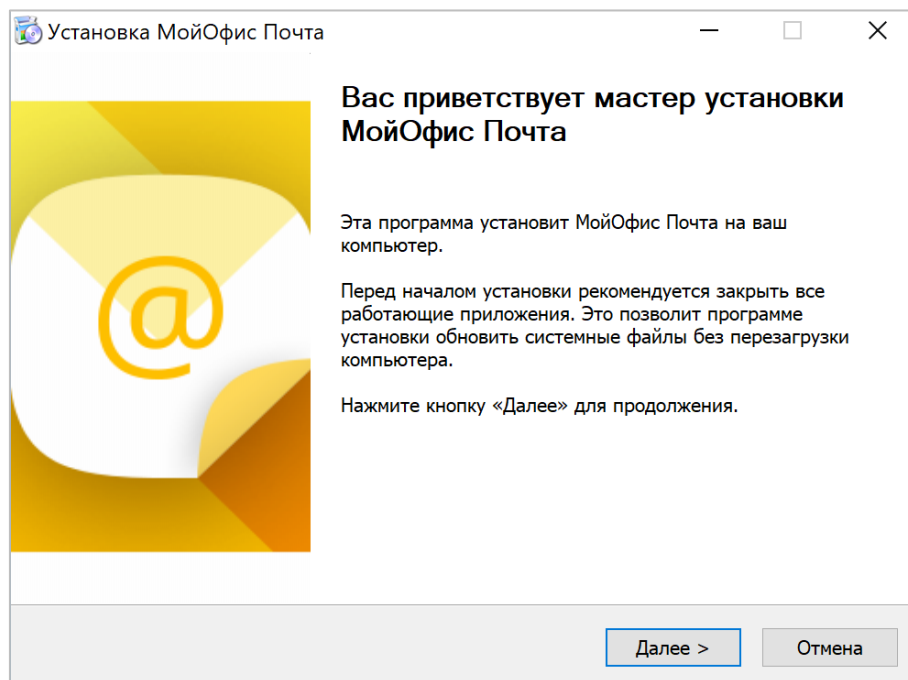 Установка МойОфис Почта
Вас приветствует мастер установки
МойОфис Почта
Эта программа установит МойОфис Почта на ваш
компьютер.
Перед началом установки рекомендуется закрыть все
работающие приложения. Это позволит программе
установки обновить системные файлы без перезагрузки
компьютера.
Нажмите кнопку «Далее» для продолжения.
@
Далее >
Отмена